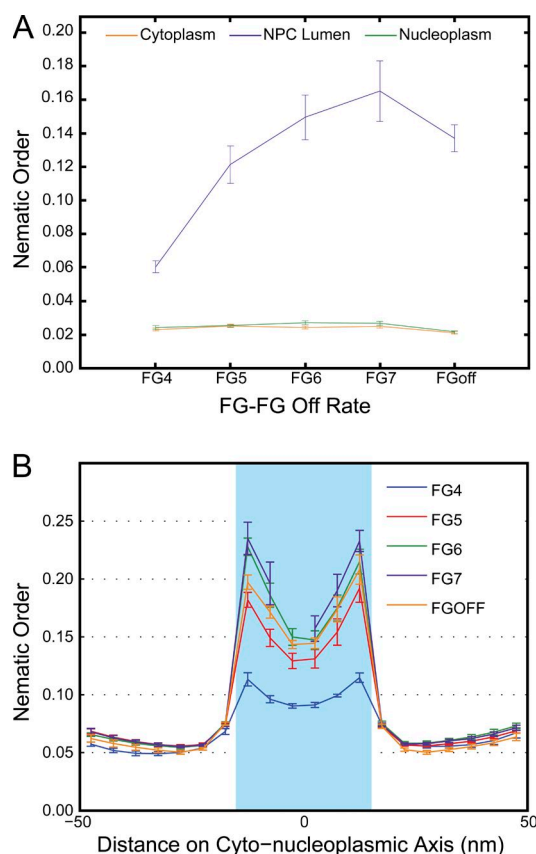 A
Cytoplasm NPC Lumen Nucleoplasm
0.20
0.18
0.16
0.14
0.12
0.10
0.08
0.06
0.04
0.02
0.00
Nematic Order
FG4 FG5 FG6 FG7 FGoff
FG-FG Off Rate
B
FG4
FG5
FG6
FG7
FGOFF
0.25
0.20
0.15
0.10
0.05
0.00
Nematic Order
−50 0 50
Distance on Cyto−nucleoplasmic Axis (nm)